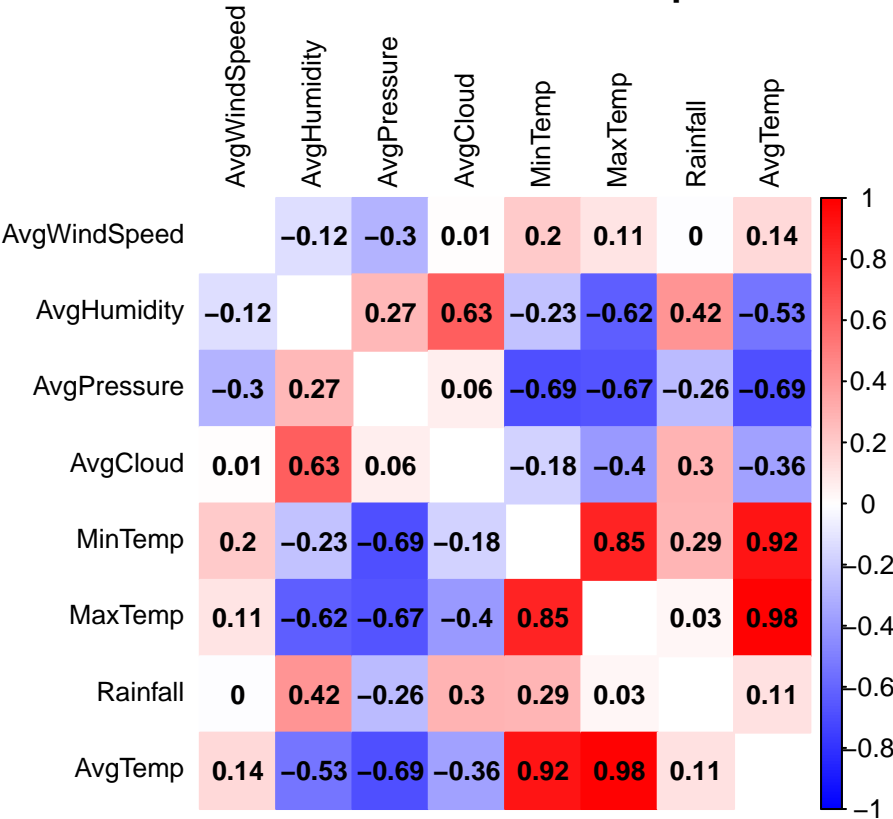 AvgWindSpeed AvgHumidity AvgPressure AvgCloud MinTemp MaxTemp Rainfall AvgTemp
AvgWindSpeed −0.12 −0.3 0.01 0.2 0.11 0 0.14
AvgHumidity −0.12 0.27 0.63 −0.23 −0.62 0.42 −0.53
AvgPressure −0.3 0.27 0.06 −0.69 −0.67 −0.26 −0.69
AvgCloud 0.01 0.63 0.06 −0.18 −0.4 0.3 −0.36
MinTemp 0.2 −0.23 −0.69 −0.18 0.85 0.29 0.92
MaxTemp 0.11 −0.62 −0.67 −0.4 0.85 0.03 0.98
Rainfall 0 0.42 −0.26 0.3 0.29 0.03 0.11
AvgTemp 0.14 −0.53 −0.69 −0.36 0.92 0.98 0.11
1
0.8
0.6
0.4
0.2
0
−0.2
−0.4
−0.6
−0.8
−1